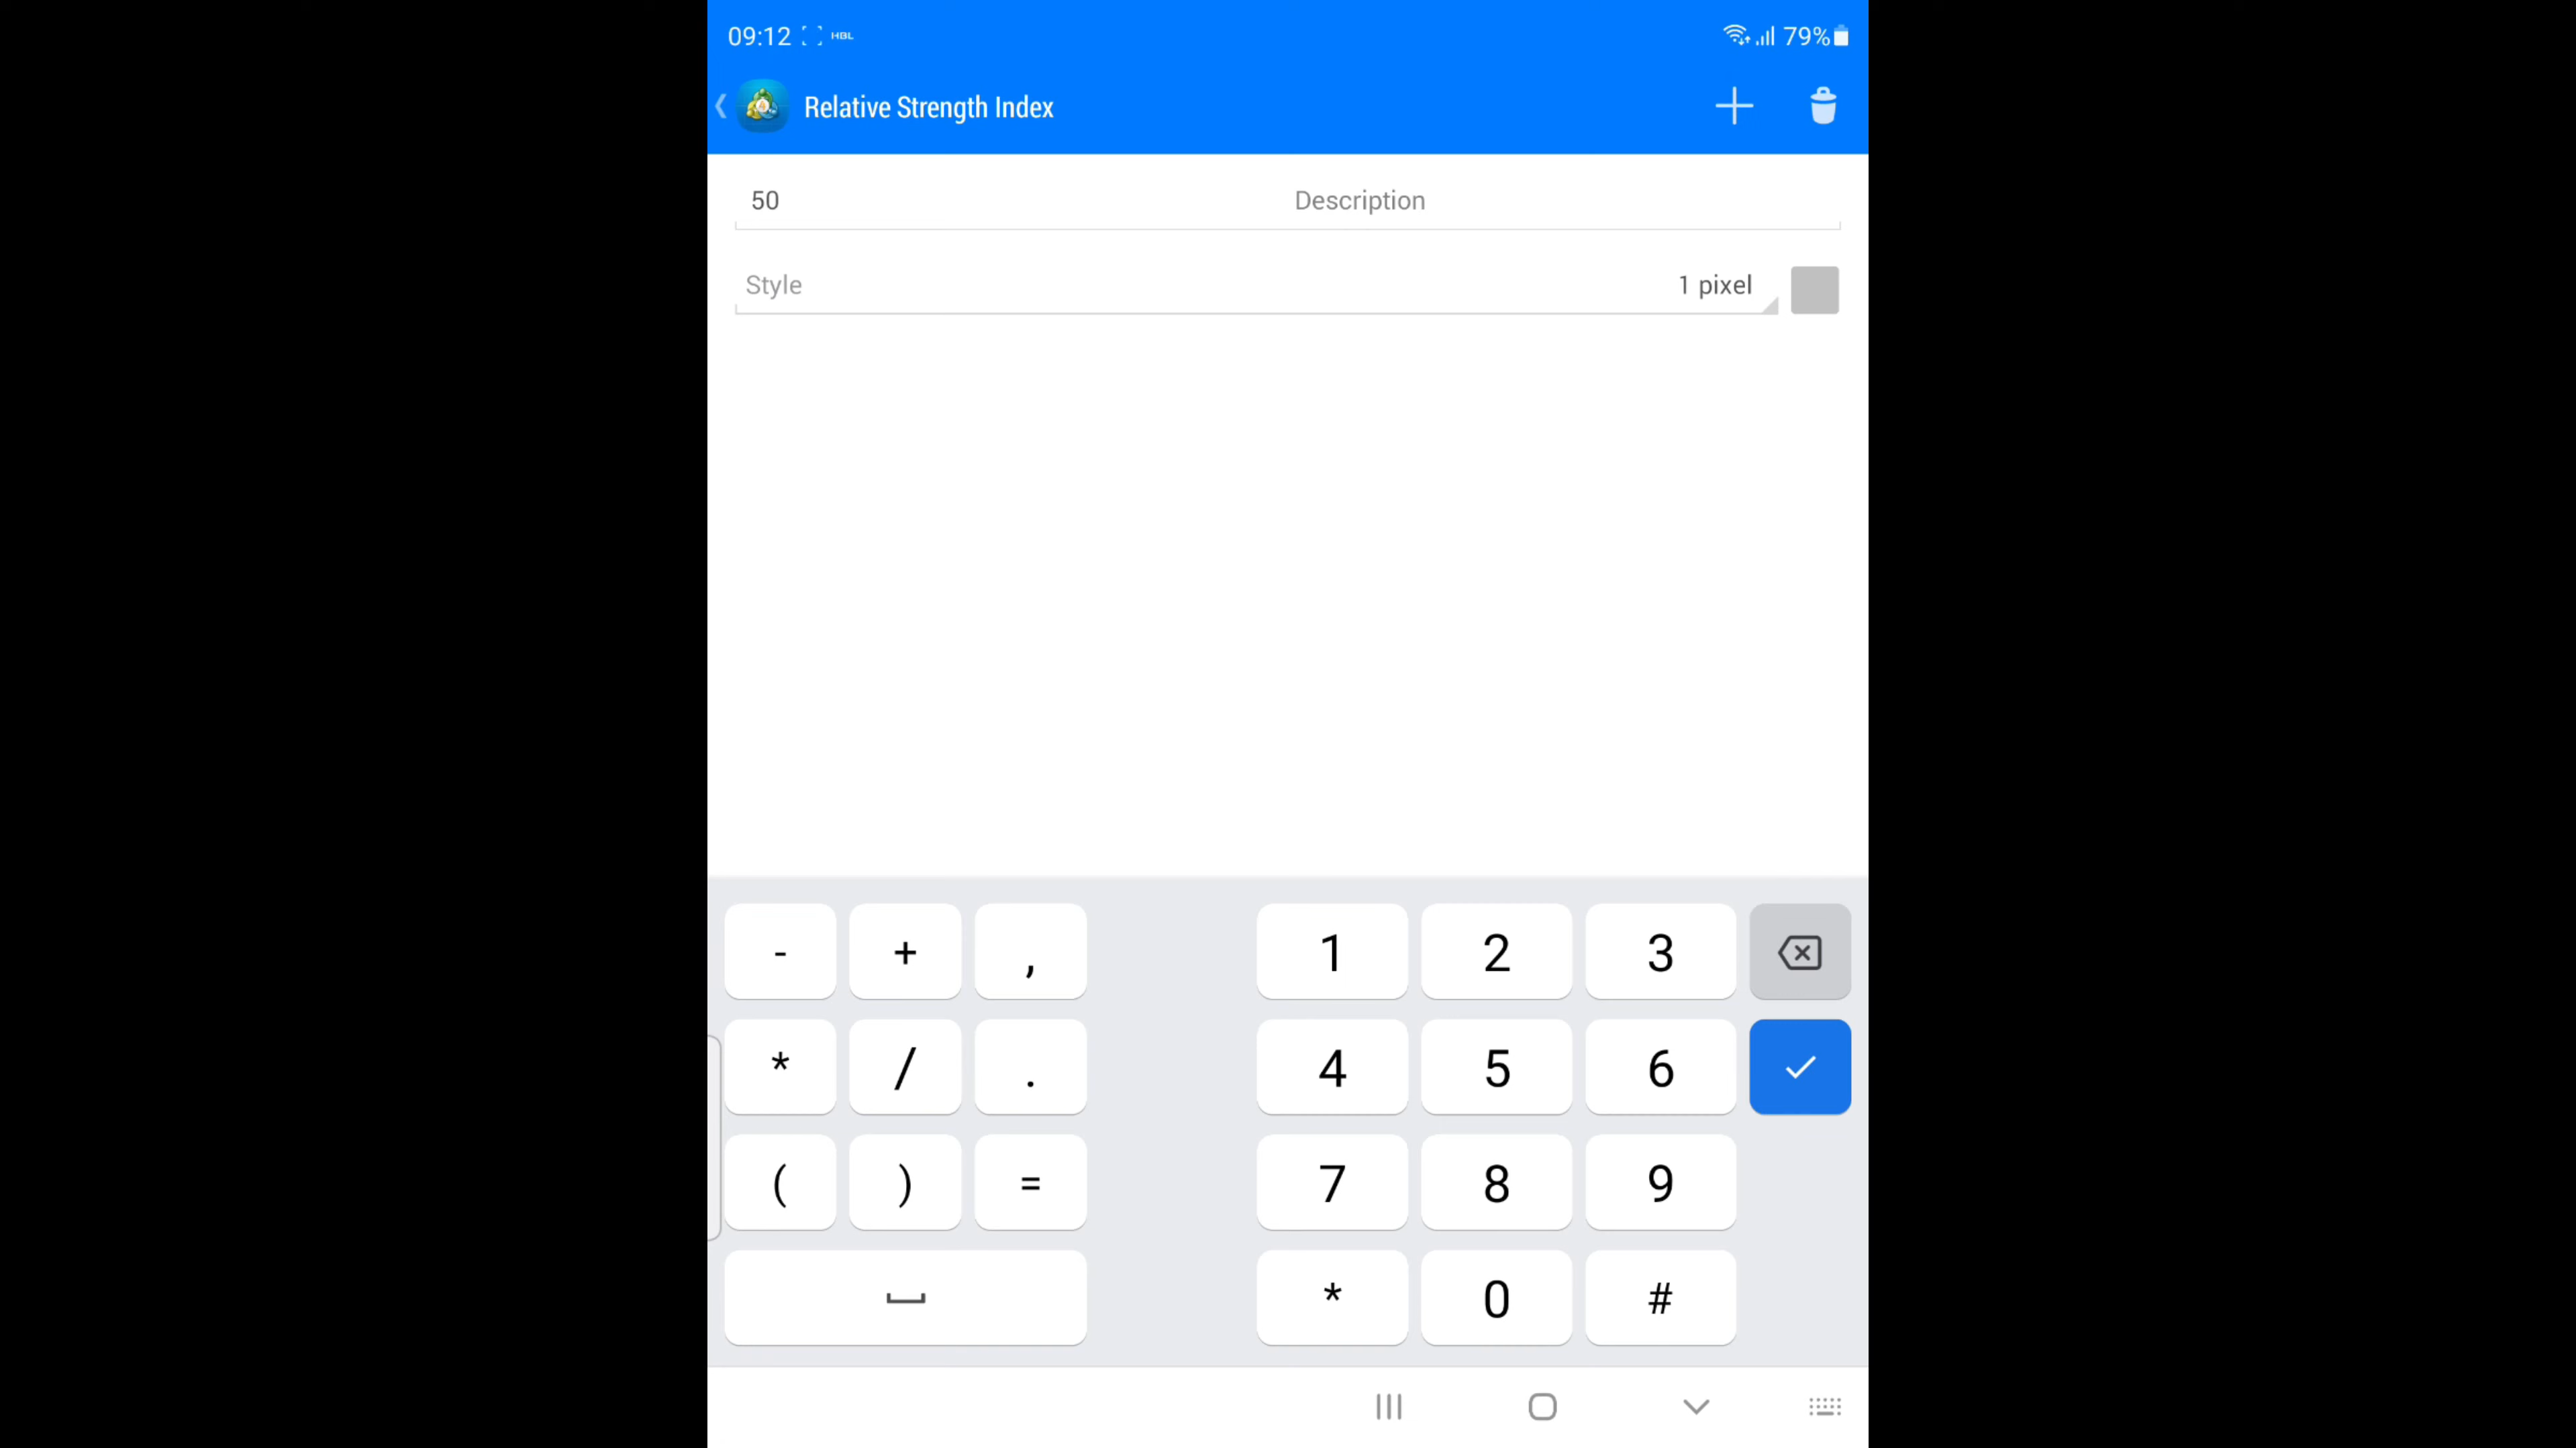 09:12 HBL 79%
Relative Strength Index
50 Description
Style 1 pixel
- + , 1 2 3
* / . 4 5 6
( ) = 7 8 9
* 0 #